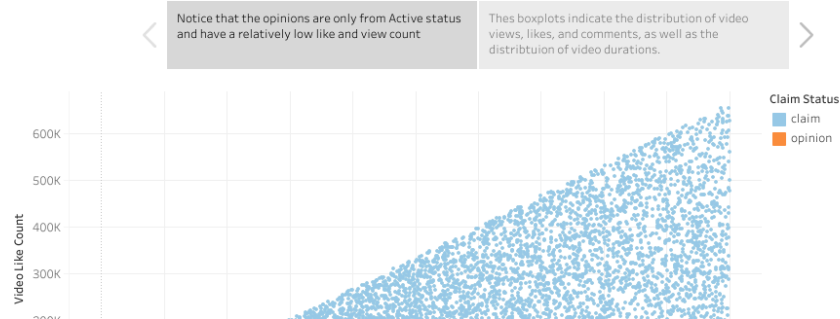 Notice that the opinions are only from Active status
and have a relatively low like and view count
Thes boxplots indicate the distribution of video
views, likes, and comments, as well as the
distribtuion of video durations.
Claim Status
claim
opinion
600K
500K
400K
300K
Video Like Count